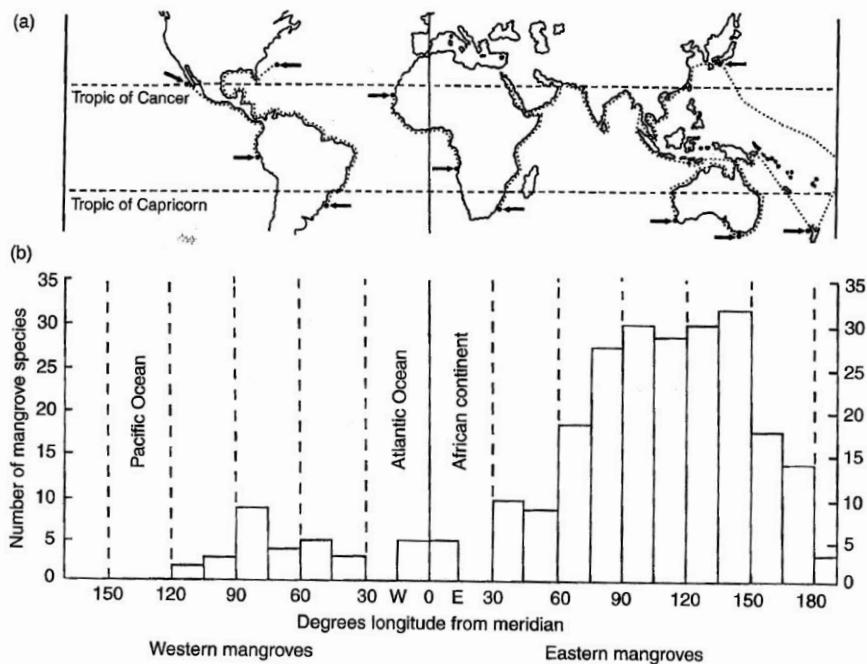 (a)
Tropic of Cancer
Tropic of Capricorn
(b)
Number of mangrove species
35
30
25
20
15
10
5
0
Pacific Ocean
Atlantic Ocean
African continent
35
30
25
20
15
10
5
0
150 120 90 60 30 W 0 E 30 60 90 120 150 180
Degrees longitude from meridian
Western mangroves Eastern mangroves